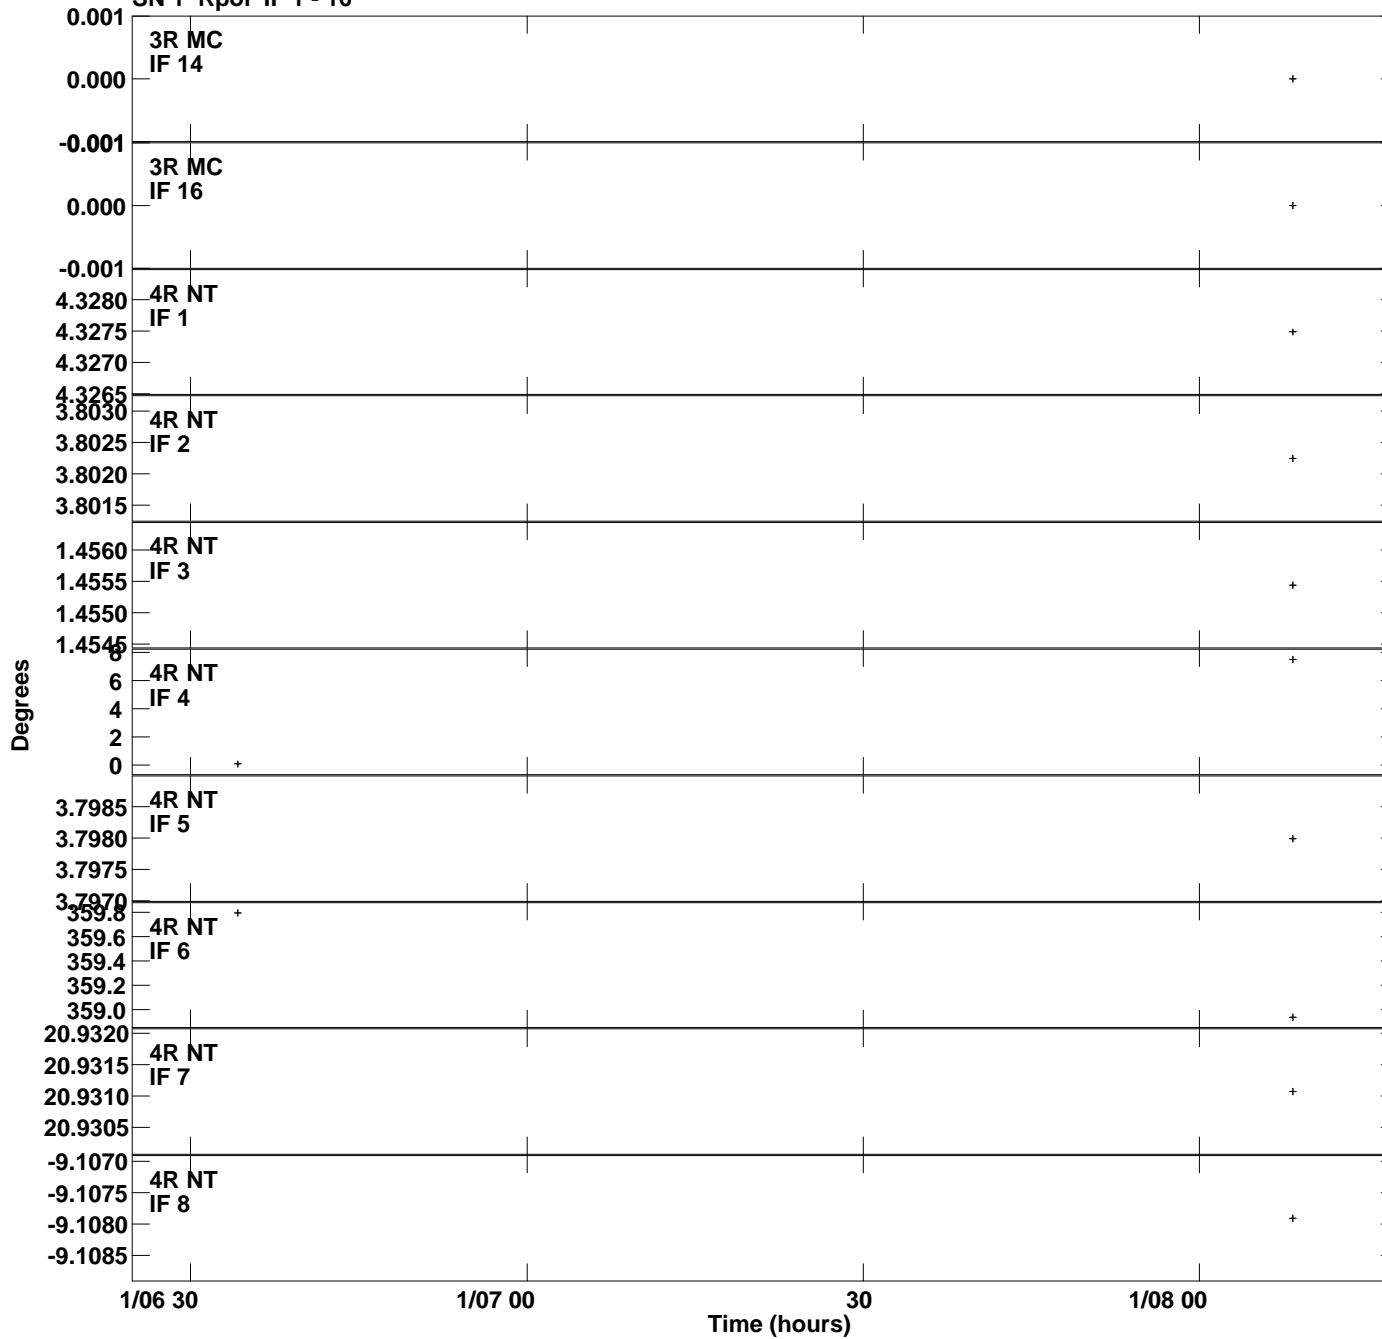 SN 1 Rpol IF 1 - 16
0.001
3R MC
IF 14
0.000
-0.001
3R MC
IF 16
0.000
-0.001
4R NT
IF 1
4.3280
4.3275
4.3270
4.3265
3.8030
4R NT
IF 2
3.8025
3.8020
3.8015
4R NT
IF 3
1.4560
1.4555
1.4550
1.4545
8
4R NT
IF 4
6
4
2
0
Degrees
4R NT
IF 5
3.7985
3.7980
3.7975
3.7970
359.8
4R NT
IF 6
359.6
359.4
359.2
359.0
20.9320
4R NT
IF 7
20.9315
20.9310
20.9305
-9.1070
4R NT
IF 8
-9.1075
-9.1080
-9.1085
1/06 30 1/07 00 30 1/08 00
Time (hours)